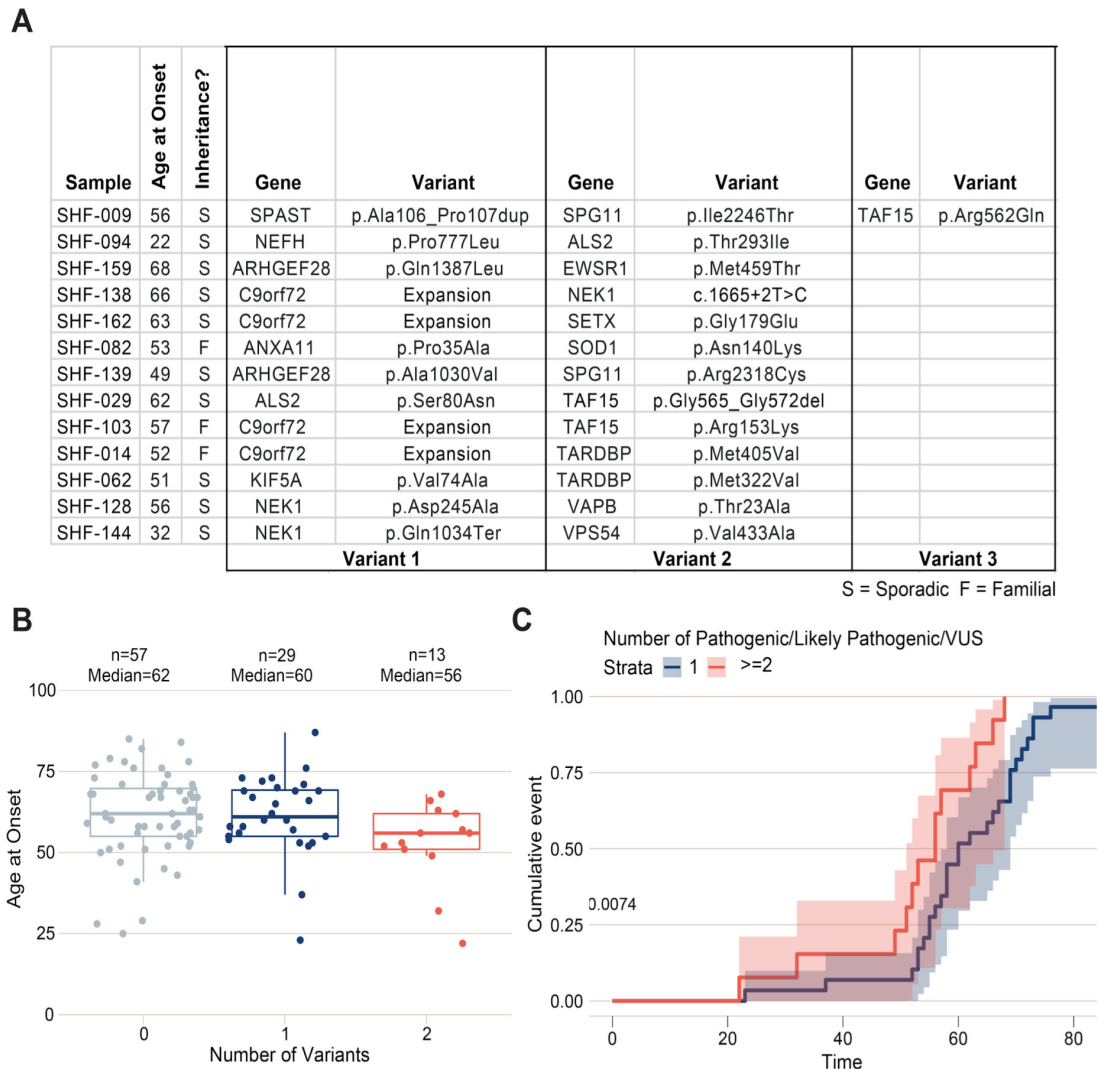 A
Sample Age at Onset Inheritance? Gene Variant Gene Variant Gene Variant
SHF-009 56 S SPAST p.Ala106_Pro107dup SPG11 p.Ile2246Thr TAF15 p.Arg562Gln
SHF-094 22 S NEFH p.Pro777Leu ALS2 p.Thr293Ile
SHF-159 68 S ARHGEF28 p.Gln1387Leu EWSR1 p.Met459Thr
SHF-138 66 S C9orf72 Expansion NEK1 c.1665+2T>C
SHF-162 63 S C9orf72 Expansion SETX p.Gly179Glu
SHF-082 53 F ANXA11 p.Pro35Ala SOD1 p.Asn140Lys
SHF-139 49 S ARHGEF28 p.Ala1030Val SPG11 p.Arg2318Cys
SHF-029 62 S ALS2 p.Ser80Asn TAF15 p.Gly565_Gly572del
SHF-103 57 F C9orf72 Expansion TAF15 p.Arg153Lys
SHF-014 52 F C9orf72 Expansion TARDBP p.Met405Val
SHF-062 51 S KIF5A p.Val74Ala TARDBP p.Met322Val
SHF-128 56 S NEK1 p.Asp245Ala VAPB p.Thr23Ala
SHF-144 32 S NEK1 p.Gln1034Ter VPS54 p.Val433Ala
Variant 1 Variant 2 Variant 3
S = Sporadic F = Familial
B
n=57 n=29 n=13
Median=62 Median=60 Median=56
100
75
50
25
0
Age at Onset
0 1 2
Number of Variants
C
Number of Pathogenic/Likely Pathogenic/VUS
Strata 1 >=2
1.00
0.75
0.50
0.25
0.00
Cumulative event
0.0074
0 20 40 60 80
Time